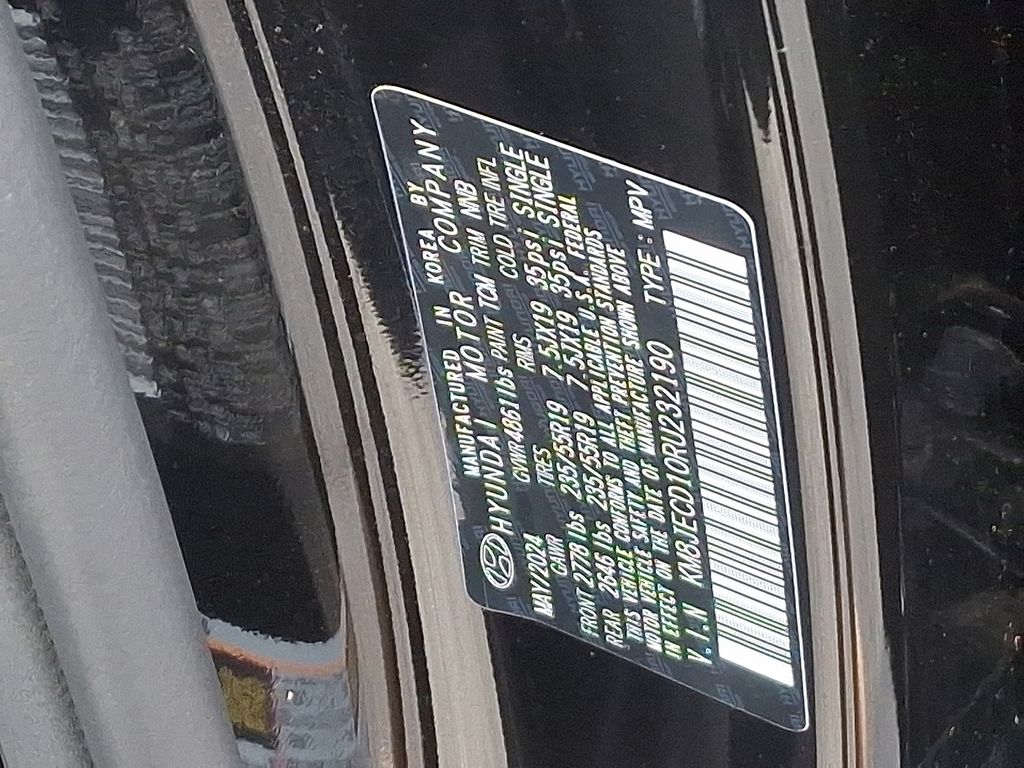 MANUFACTURED IN KOREA BY
HYUNDAI MOTOR COMPANY
MAY/2024 GVWR 4861lbs PAINT TCM TRIM NNB
GAWR TIRES RIMS COLD TIRE INFL
FRONT 2778lbs 235/55R19 7.5JX19 35psi SINGLE
REAR 2646lbs 235/55R19 7.5JX19 35psi SINGLE
THIS VEHICLE CONFORMS TO ALL APPLICABLE U.S.A. FEDERAL
MOTOR VEHICLE SAFETY AND THEFT PREVENTION STANDARDS
IN EFFECT ON THE DATE OF MANUFACTURE SHOWN ABOVE
V.I.N KM8JECD10RU232190 TYPE: MPV